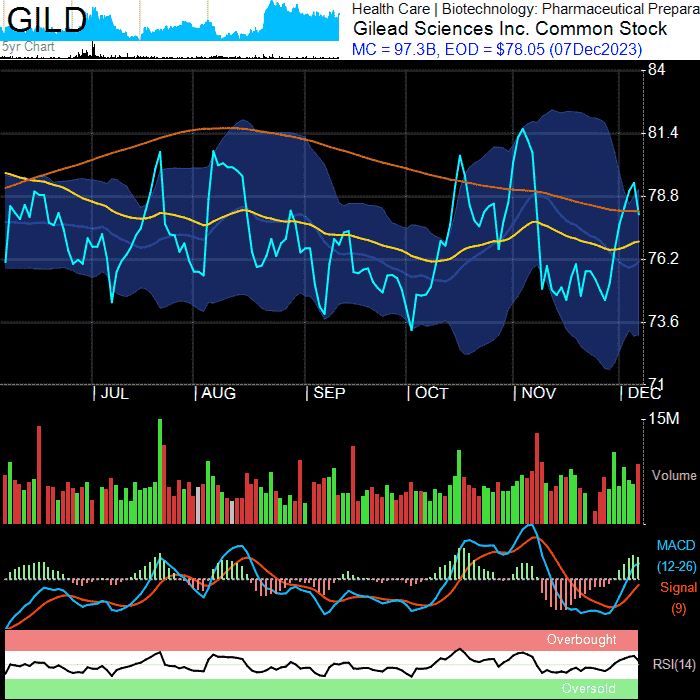 GILD
5yr Chart
Health Care | Biotechnology: Pharmaceutical Prepara
Gilead Sciences Inc. Common Stock
MC = 97.3B, EOD = $78.05 (07Dec2023)
84
81.4
78.8
76.2
73.6
71
| JUL | AUG | SEP | OCT | NOV | DEC
15M
Volume
MACD
(12-26)
Signal
(9)
Overbought
RSI(14)
Oversold